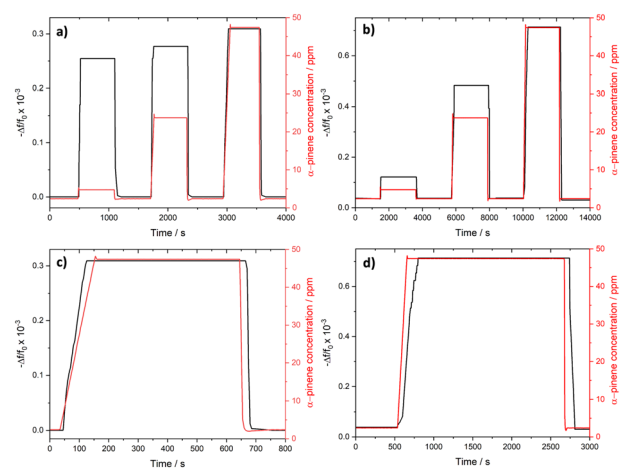 a)
-Δf/f₀ x 10⁻³
0.3
0.2
0.1
0.0
0 1000 2000 3000 4000
Time / s
50
40
30
20
10
0
α−pinene concentration / ppm
b)
-Δf/f₀ x 10⁻³
0.6
0.4
0.2
0.0
0 2000 4000 6000 8000 10000 12000 14000
Time / s
50
40
30
20
10
0
α−pinene concentration / ppm
c)
-Δf/f₀ x 10⁻³
0.3
0.2
0.1
0.0
0 100 200 300 400 500 600 700 800
Time / s
50
40
30
20
10
0
α−pinene concentration / ppm
d)
-Δf/f₀ x 10⁻³
0.6
0.4
0.2
0.0
0 500 1000 1500 2000 2500 3000
Time / s
50
40
30
20
10
0
α−pinene concentration / ppm